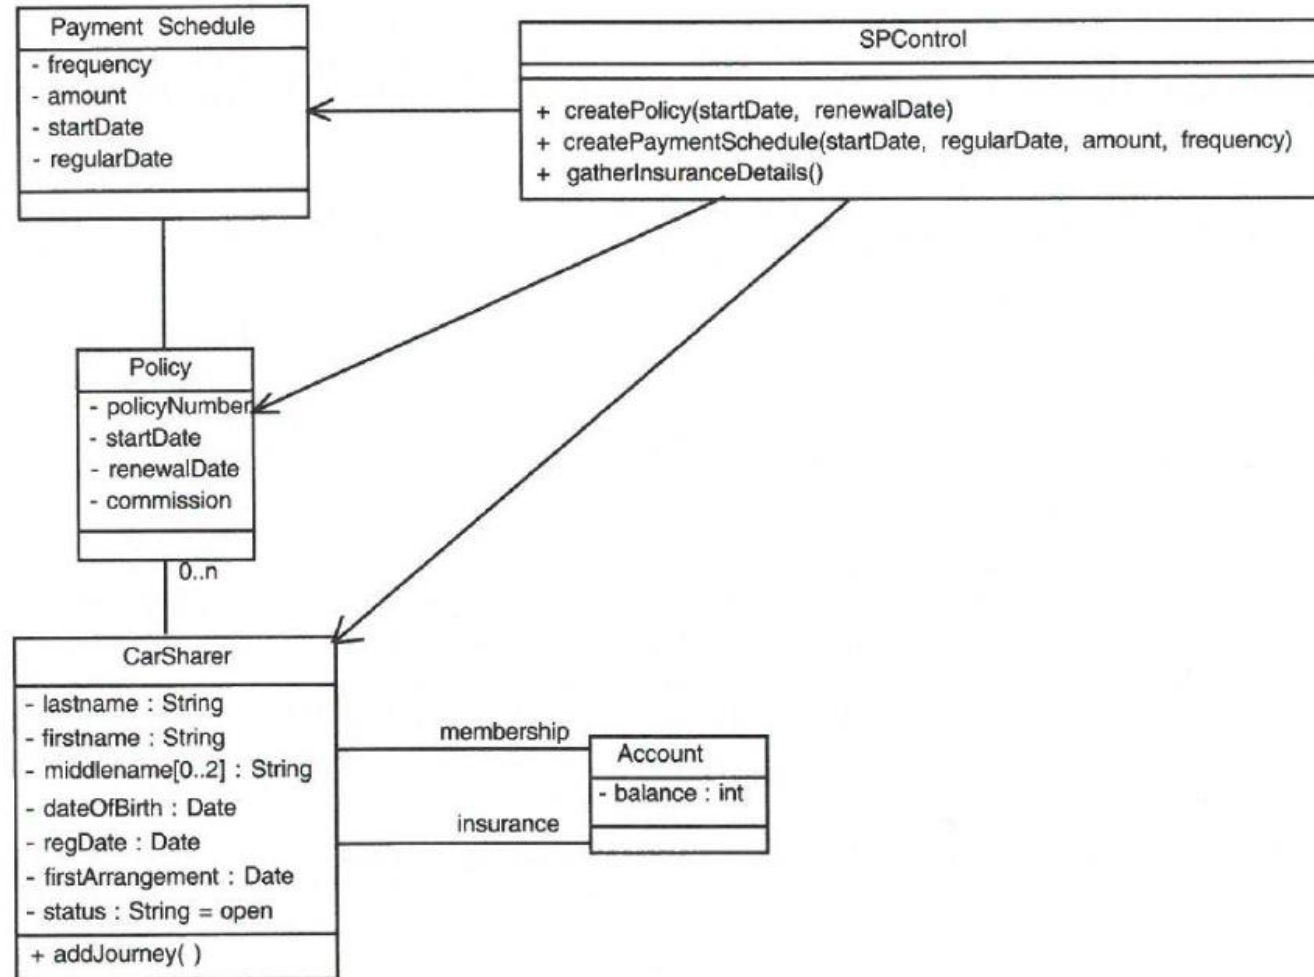 Payment Schedule
- frequency
- amount
- startDate
- regularDate
SPControl
+ createPolicy(startDate, renewalDate)
+ createPaymentSchedule(startDate, regularDate, amount, frequency)
+ gatherInsuranceDetails()
Policy
- policyNumber
- startDate
- renewalDate
- commission
0..n
CarSharer
- lastname : String
- firstname : String
- middlename[0..2] : String
- dateOfBirth : Date
- regDate : Date
- firstArrangement : Date
- status : String = open
+ addJourney( )
membership
insurance
Account
- balance : int